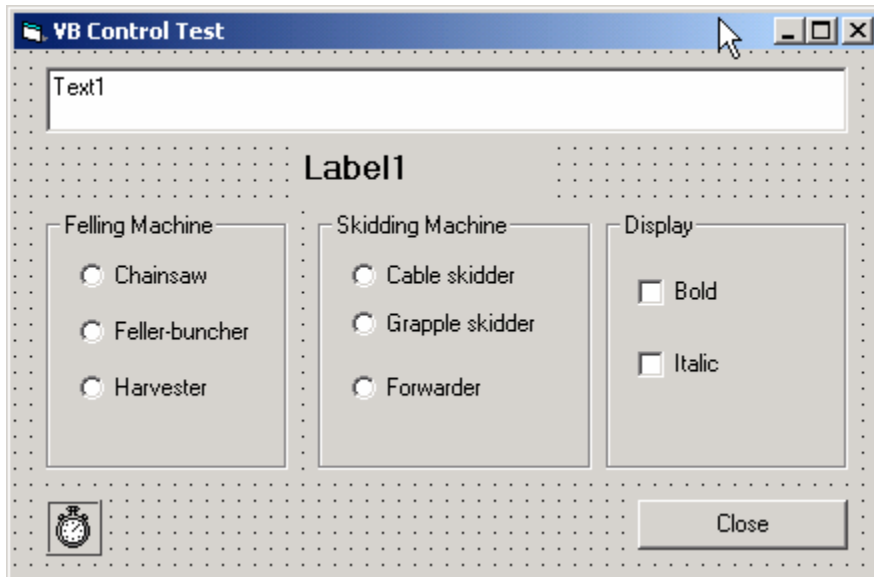 VB Control Test
Text1
Label1
Felling Machine
Chainsaw
Feller-buncher
Harvester
Skidding Machine
Cable skidder
Grapple skidder
Forwarder
Display
Bold
Italic
Close